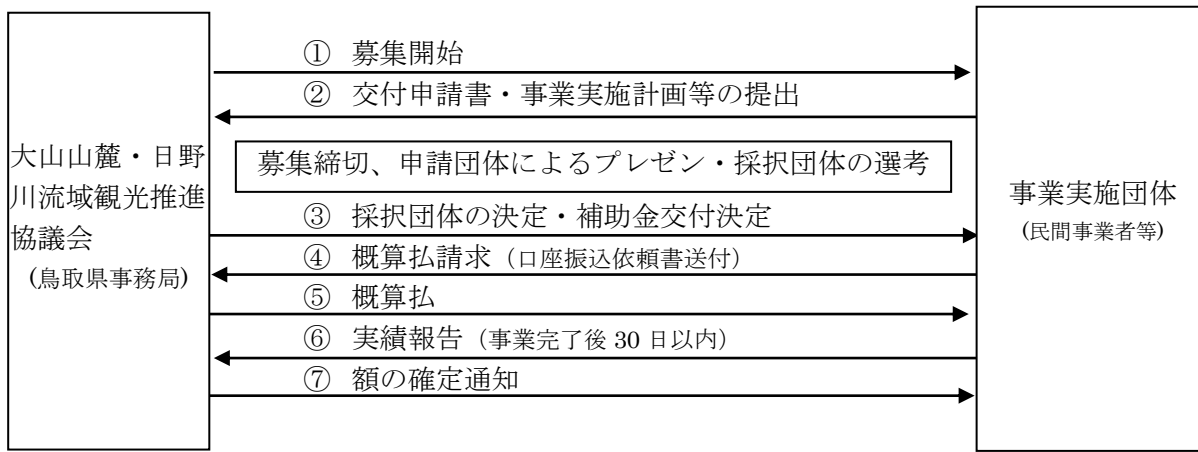 大山山麓・日野
川流域観光推進
協議会
(鳥取県事務局)
① 募集開始
② 交付申請書・事業実施計画等の提出
募集締切、申請団体によるプレゼン・採択団体の選考
③ 採択団体の決定・補助金交付決定
④ 概算払請求（口座振込依頼書送付）
⑤ 概算払
⑥ 実績報告（事業完了後 30 日以内）
⑦ 額の確定通知
事業実施団体
(民間事業者等)